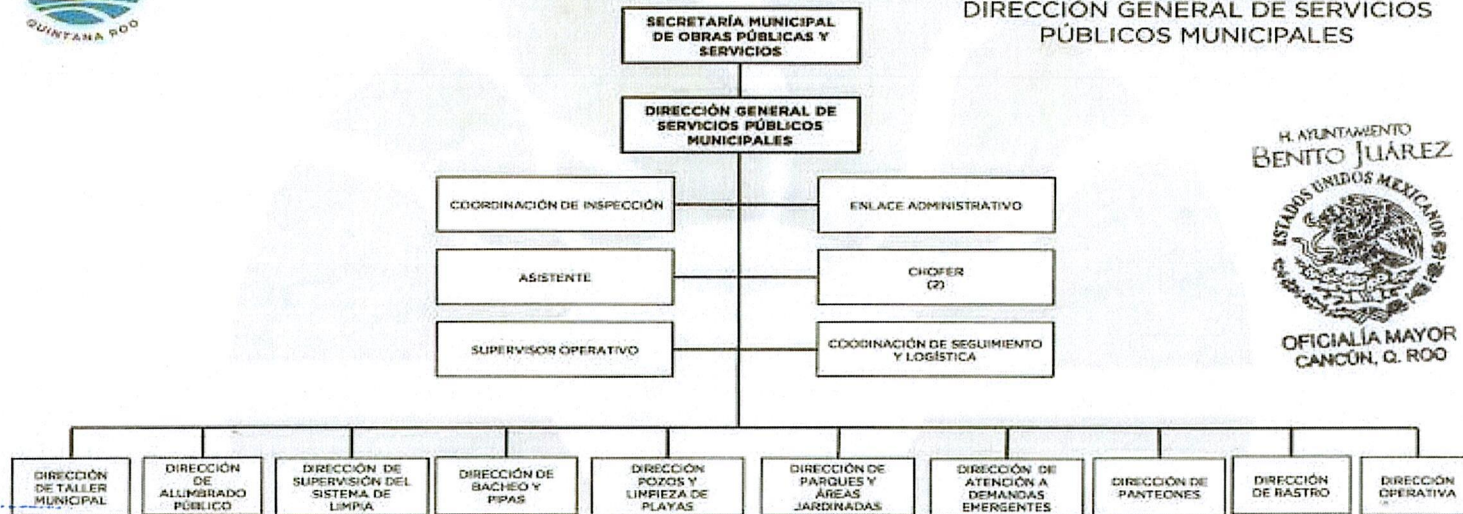 QUINTANA ROO
DIRECCIÓN GENERAL DE SERVICIOS
PÚBLICOS MUNICIPALES
SECRETARÍA MUNICIPAL
DE OBRAS PÚBLICAS Y
SERVICIOS
DIRECCIÓN GENERAL DE
SERVICIOS PÚBLICOS
MUNICIPALES
H. AYUNTAMIENTO
BENITO JUÁREZ
ESTADOS UNIDOS MEXICANOS
OFICIALÍA MAYOR
CANCÚN, Q. ROO
COORDINACIÓN DE INSPECCIÓN
ENLACE ADMINISTRATIVO
ASISTENTE
CHOFER
(2)
SUPERVISOR OPERATIVO
COODINACIÓN DE SEGUIMIENTO
Y LOGÍSTICA
DIRECCIÓN
DE TALLER
MUNICIPAL
DIRECCIÓN
DE
ALUMBRADO
PÚBLICO
DIRECCIÓN DE
SUPERVISIÓN DEL
SISTEMA DE
LIMPIA
DIRECCIÓN DE
BACHEO Y
PIPAS
DIRECCIÓN
POZOS Y
LIMPIEZA DE
PLAYAS
DIRECCIÓN DE
PARQUES Y
ÁREAS
JARDINADAS
DIRECCIÓN DE
ATENCIÓN A
DEMANDAS
EMERGENTES
DIRECCIÓN DE
PANTEONES
DIRECCIÓN
DE RASTRO
DIRECCIÓN
OPERATIVA